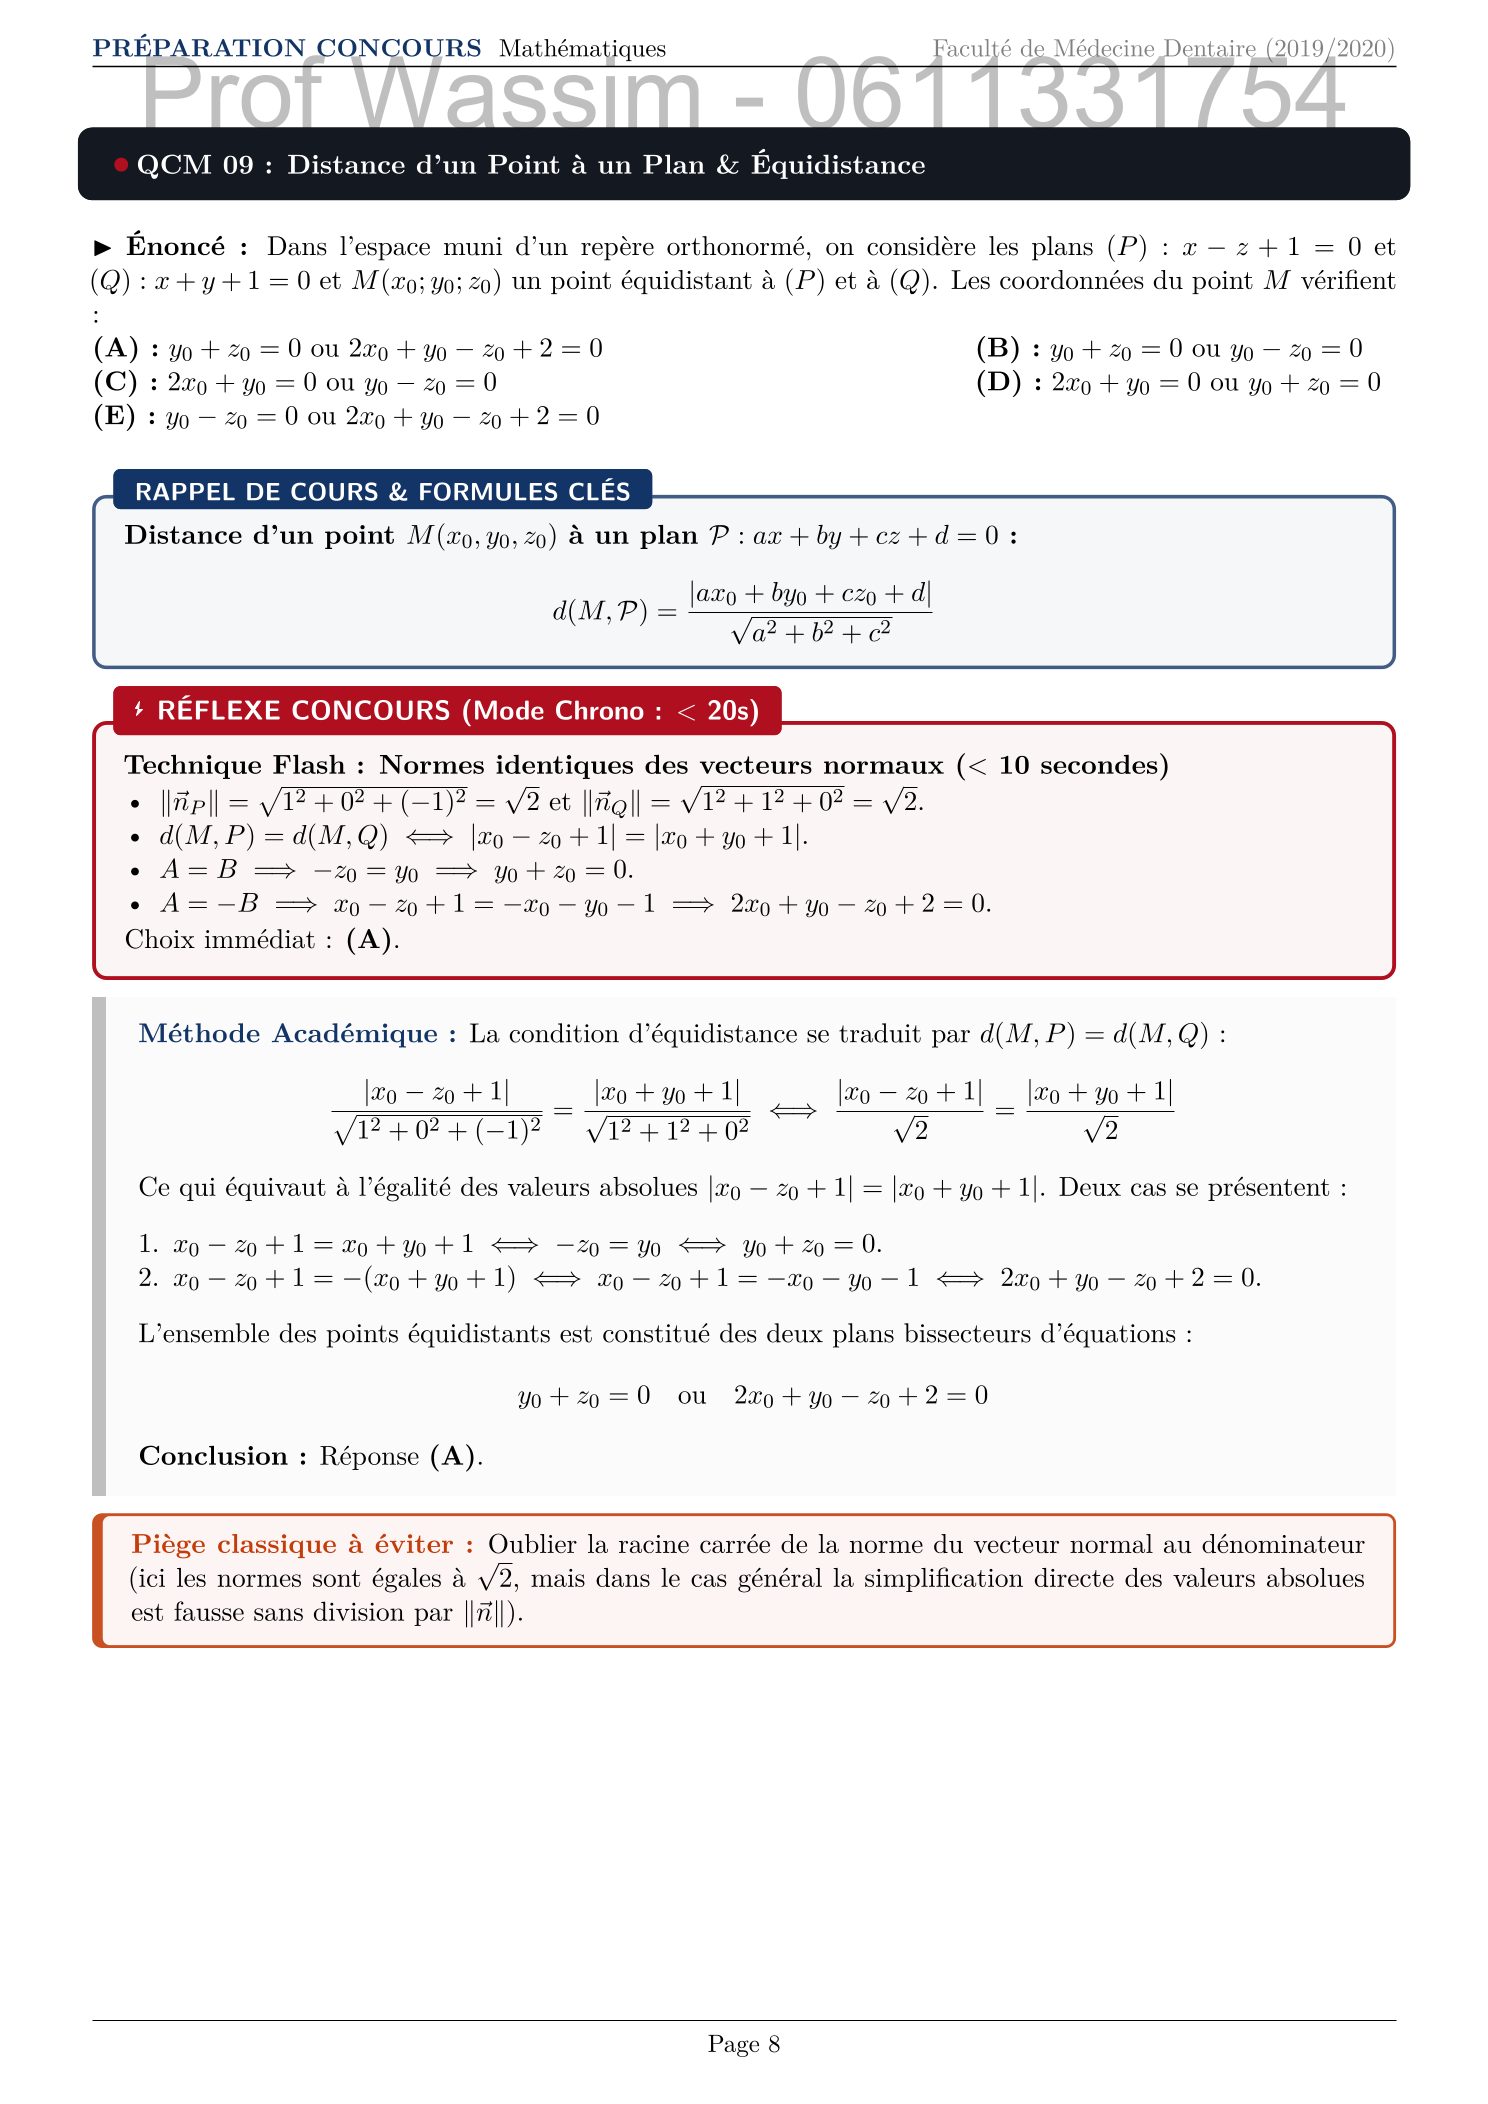 PRÉPARATION CONCOURS Mathématiques Faculté de Médecine Dentaire (2019/2020)
Prof Wassim - 0611331754
QCM 09 : Distance d'un Point à un Plan & Équidistance
▶ Énoncé : Dans l'espace muni d'un repère orthonormé, on considère les plans (P) : x − z + 1 = 0 et
(Q) : x + y + 1 = 0 et M(x₀; y₀; z₀) un point équidistant à (P) et à (Q). Les coordonnées du point M vérifient
:
(A) : y₀ + z₀ = 0 ou 2x₀ + y₀ − z₀ + 2 = 0 (B) : y₀ + z₀ = 0 ou y₀ − z₀ = 0
(C) : 2x₀ + y₀ = 0 ou y₀ − z₀ = 0 (D) : 2x₀ + y₀ = 0 ou y₀ + z₀ = 0
(E) : y₀ − z₀ = 0 ou 2x₀ + y₀ − z₀ + 2 = 0
RAPPEL DE COURS & FORMULES CLÉS
Distance d'un point M(x₀, y₀, z₀) à un plan 𝒫 : ax + by + cz + d = 0 :
d(M, 𝒫) = |ax₀ + by₀ + cz₀ + d| / √(a² + b² + c²)
RÉFLEXE CONCOURS (Mode Chrono : < 20s)
Technique Flash : Normes identiques des vecteurs normaux (< 10 secondes)
• ‖n⃗_P‖ = √(1² + 0² + (−1)²) = √2 et ‖n⃗_Q‖ = √(1² + 1² + 0²) = √2.
• d(M, P) = d(M, Q) ⟺ |x₀ − z₀ + 1| = |x₀ + y₀ + 1|.
• A = B ⟹ −z₀ = y₀ ⟹ y₀ + z₀ = 0.
• A = −B ⟹ x₀ − z₀ + 1 = −x₀ − y₀ − 1 ⟹ 2x₀ + y₀ − z₀ + 2 = 0.
Choix immédiat : (A).
Méthode Académique : La condition d'équidistance se traduit par d(M, P) = d(M, Q) :
|x₀ − z₀ + 1| / √(1² + 0² + (−1)²) = |x₀ + y₀ + 1| / √(1² + 1² + 0²) ⟺ |x₀ − z₀ + 1| / √2 = |x₀ + y₀ + 1| / √2
Ce qui équivaut à l'égalité des valeurs absolues |x₀ − z₀ + 1| = |x₀ + y₀ + 1|. Deux cas se présentent :
1. x₀ − z₀ + 1 = x₀ + y₀ + 1 ⟺ −z₀ = y₀ ⟺ y₀ + z₀ = 0.
2. x₀ − z₀ + 1 = −(x₀ + y₀ + 1) ⟺ x₀ − z₀ + 1 = −x₀ − y₀ − 1 ⟺ 2x₀ + y₀ − z₀ + 2 = 0.
L'ensemble des points équidistants est constitué des deux plans bissecteurs d'équations :
y₀ + z₀ = 0 ou 2x₀ + y₀ − z₀ + 2 = 0
Conclusion : Réponse (A).
Piège classique à éviter : Oublier la racine carrée de la norme du vecteur normal au dénominateur
(ici les normes sont égales à √2, mais dans le cas général la simplification directe des valeurs absolues
est fausse sans division par ‖n⃗‖).
Page 8